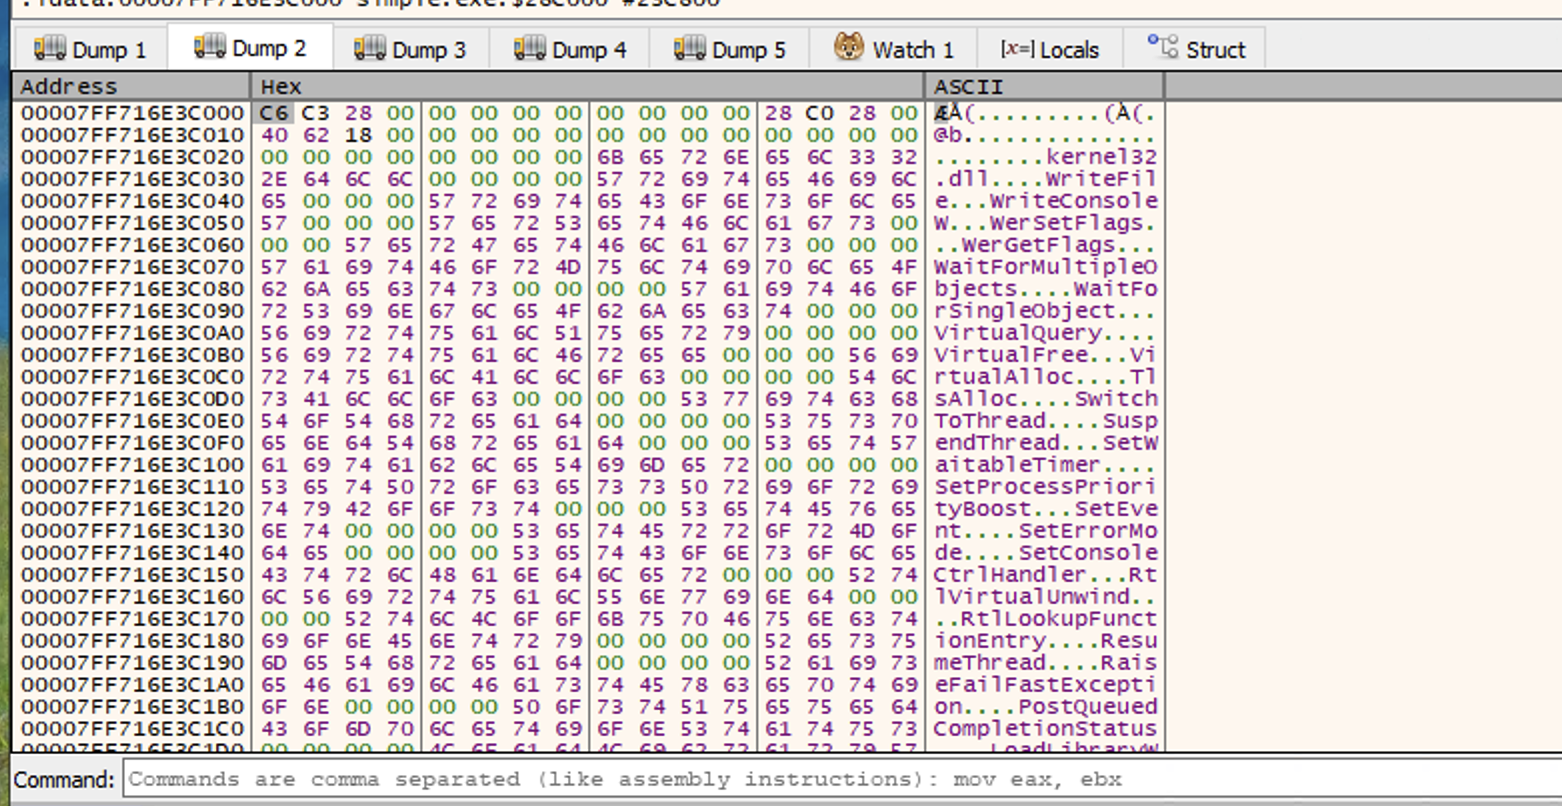 .idata:00007FF716E3C000 simple.exe:$28C000 #23C800
Dump 1 Dump 2 Dump 3 Dump 4 Dump 5 Watch 1 [x=] Locals Struct
Address Hex ASCII
00007FF716E3C000 C6 C3 28 00 00 00 00 00 00 00 00 00 28 C0 28 00 ÆÃ(.........(À(.
00007FF716E3C010 40 62 18 00 00 00 00 00 00 00 00 00 00 00 00 00 @b..............
00007FF716E3C020 00 00 00 00 00 00 00 00 6B 65 72 6E 65 6C 33 32 ........kernel32
00007FF716E3C030 2E 64 6C 6C 00 00 00 00 57 72 69 74 65 46 69 6C .dll....WriteFil
00007FF716E3C040 65 00 00 00 57 72 69 74 65 43 6F 6E 73 6F 6C 65 e...WriteConsole
00007FF716E3C050 57 00 00 00 57 65 72 53 65 74 46 6C 61 67 73 00 W...WerSetFlags.
00007FF716E3C060 00 00 57 65 72 47 65 74 46 6C 61 67 73 00 00 00 ..WerGetFlags...
00007FF716E3C070 57 61 69 74 46 6F 72 4D 75 6C 74 69 70 6C 65 4F WaitForMultipleO
00007FF716E3C080 62 6A 65 63 74 73 00 00 00 00 57 61 69 74 46 6F bjects....WaitFo
00007FF716E3C090 72 53 69 6E 67 6C 65 4F 62 6A 65 63 74 00 00 00 rSingleObject...
00007FF716E3C0A0 56 69 72 74 75 61 6C 51 75 65 72 79 00 00 00 00 VirtualQuery....
00007FF716E3C0B0 56 69 72 74 75 61 6C 46 72 65 65 00 00 00 56 69 VirtualFree...Vi
00007FF716E3C0C0 72 74 75 61 6C 41 6C 6C 6F 63 00 00 00 00 54 6C rtualAlloc....Tl
00007FF716E3C0D0 73 41 6C 6C 6F 63 00 00 00 00 53 77 69 74 63 68 sAlloc....Switch
00007FF716E3C0E0 54 6F 54 68 72 65 61 64 00 00 00 00 53 75 73 70 ToThread....Susp
00007FF716E3C0F0 65 6E 64 54 68 72 65 61 64 00 00 00 53 65 74 57 endThread...SetW
00007FF716E3C100 61 69 74 61 62 6C 65 54 69 6D 65 72 00 00 00 00 aitableTimer....
00007FF716E3C110 53 65 74 50 72 6F 63 65 73 73 50 72 69 6F 72 69 SetProcessPriori
00007FF716E3C120 74 79 42 6F 6F 73 74 00 00 00 53 65 74 45 76 65 tyBoost...SetEve
00007FF716E3C130 6E 74 00 00 00 00 53 65 74 45 72 72 6F 72 4D 6F nt....SetErrorMo
00007FF716E3C140 64 65 00 00 00 00 53 65 74 43 6F 6E 73 6F 6C 65 de....SetConsole
00007FF716E3C150 43 74 72 6C 48 61 6E 64 6C 65 72 00 00 00 52 74 CtrlHandler...Rt
00007FF716E3C160 6C 56 69 72 74 75 61 6C 55 6E 77 69 6E 64 00 00 lVirtualUnwind..
00007FF716E3C170 00 00 52 74 6C 4C 6F 6F 6B 75 70 46 75 6E 63 74 ..RtlLookupFunct
00007FF716E3C180 69 6F 6E 45 6E 74 72 79 00 00 00 00 52 65 73 75 ionEntry....Resu
00007FF716E3C190 6D 65 54 68 72 65 61 64 00 00 00 00 52 61 69 73 meThread....Rais
00007FF716E3C1A0 65 46 61 69 6C 46 61 73 74 45 78 63 65 70 74 69 eFailFastExcepti
00007FF716E3C1B0 6F 6E 00 00 00 00 50 6F 73 74 51 75 65 75 65 64 on....PostQueued
00007FF716E3C1C0 43 6F 6D 70 6C 65 74 69 6F 6E 53 74 61 74 75 73 CompletionStatus
00007FF716E3C1D0 00 00 00 00 4C 6F 61 64 4C 69 62 72 61 72 79 57 ....LoadLibraryW
Command: Commands are comma separated (like assembly instructions): mov eax, ebx